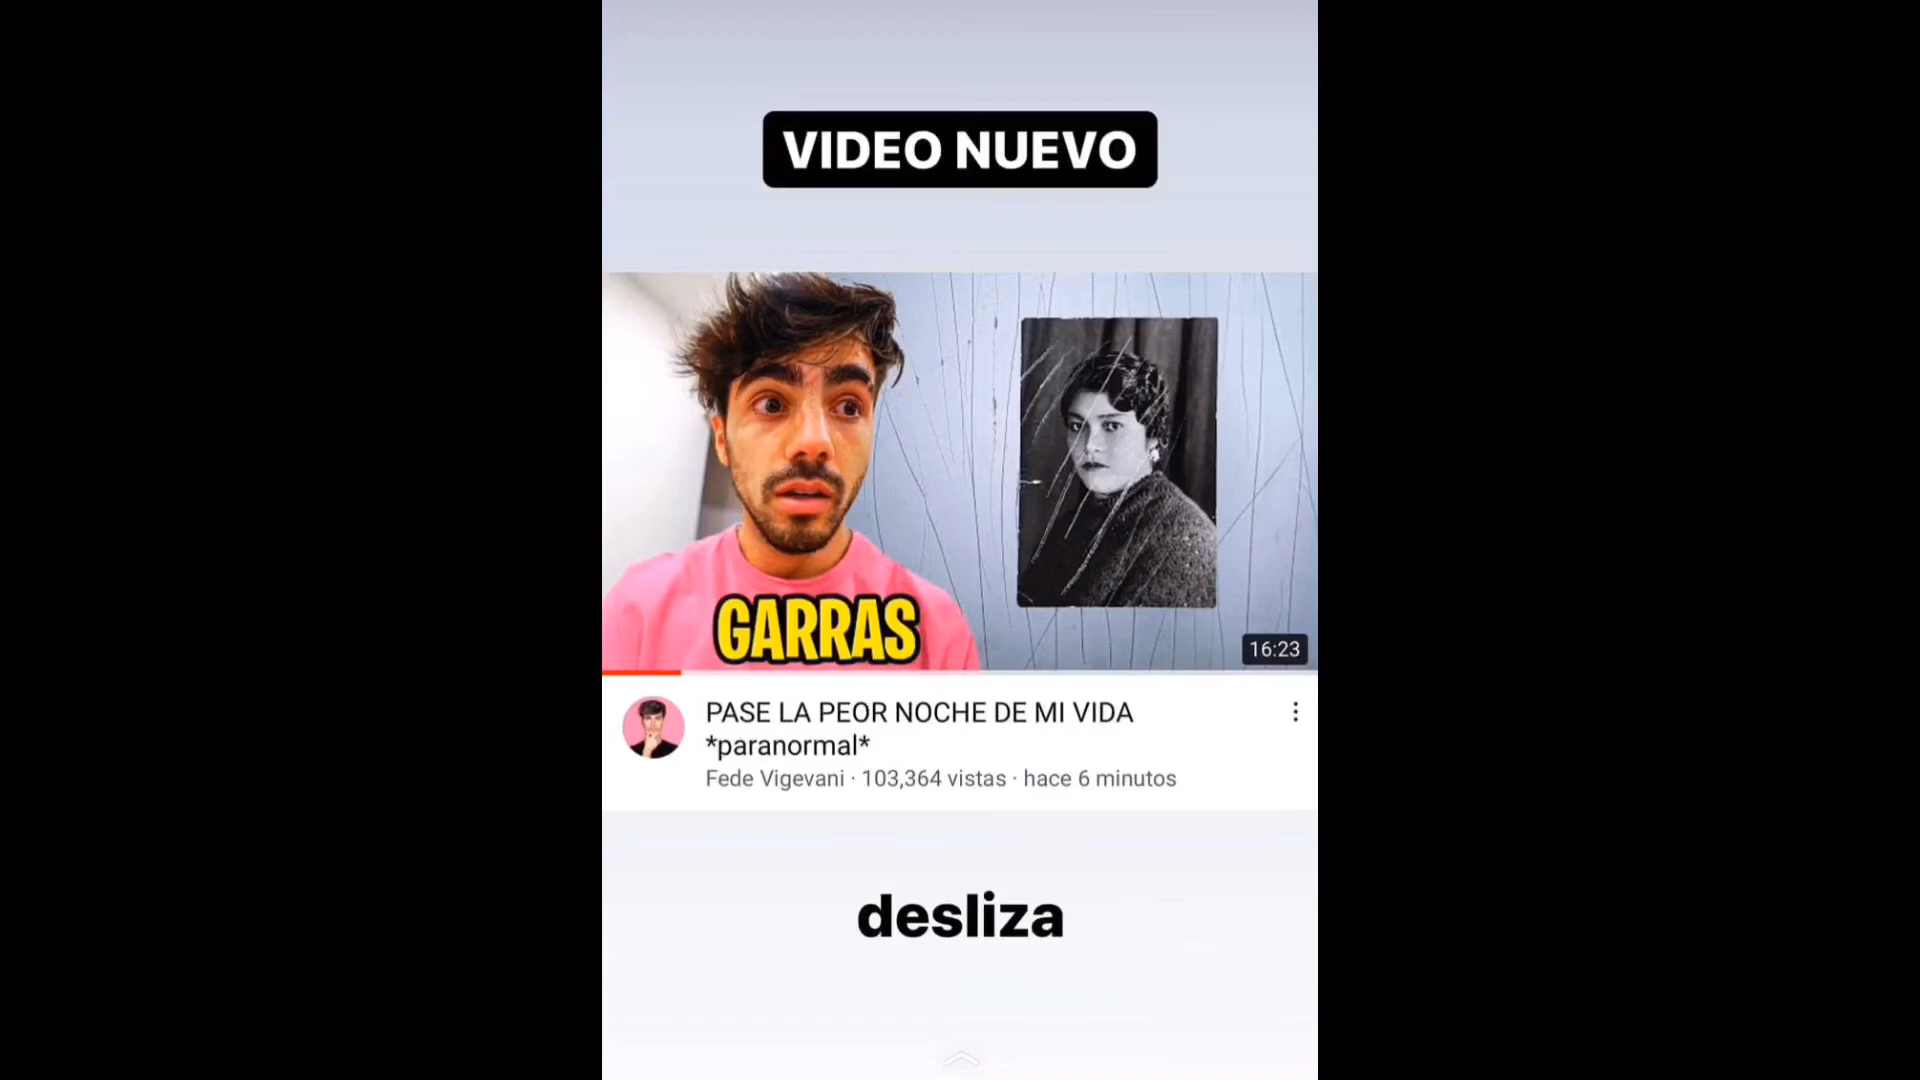 VIDEO NUEVO
GARRAS
16:23
PASE LA PEOR NOCHE DE MI VIDA
*paranormal*
Fede Vigevani · 103,364 vistas · hace 6 minutos
desliza